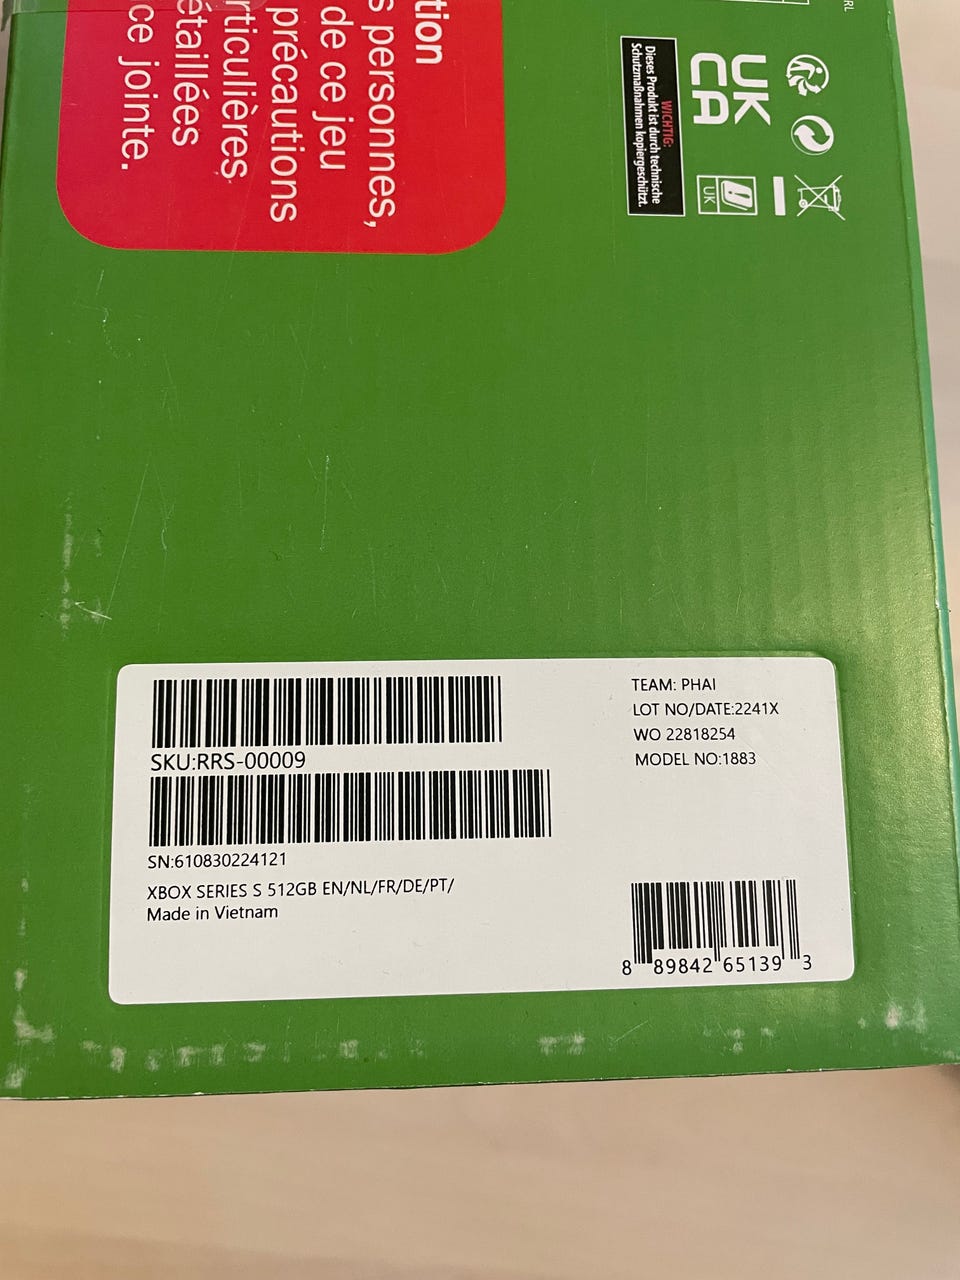 tion
s personnes,
de ce jeu
précautions
rticulières
étaillées
ce jointe.
RL
UK
CA
WICHTIG:
Dieses Produkt ist durch technische
Schutzmaßnahmen kopiergeschützt.
UK
SKU:RRS-00009
SN:610830224121
XBOX SERIES S 512GB EN/NL/FR/DE/PT/
Made in Vietnam
TEAM: PHAI
LOT NO/DATE:2241X
WO 22818254
MODEL NO:1883
8 89842 65139 3